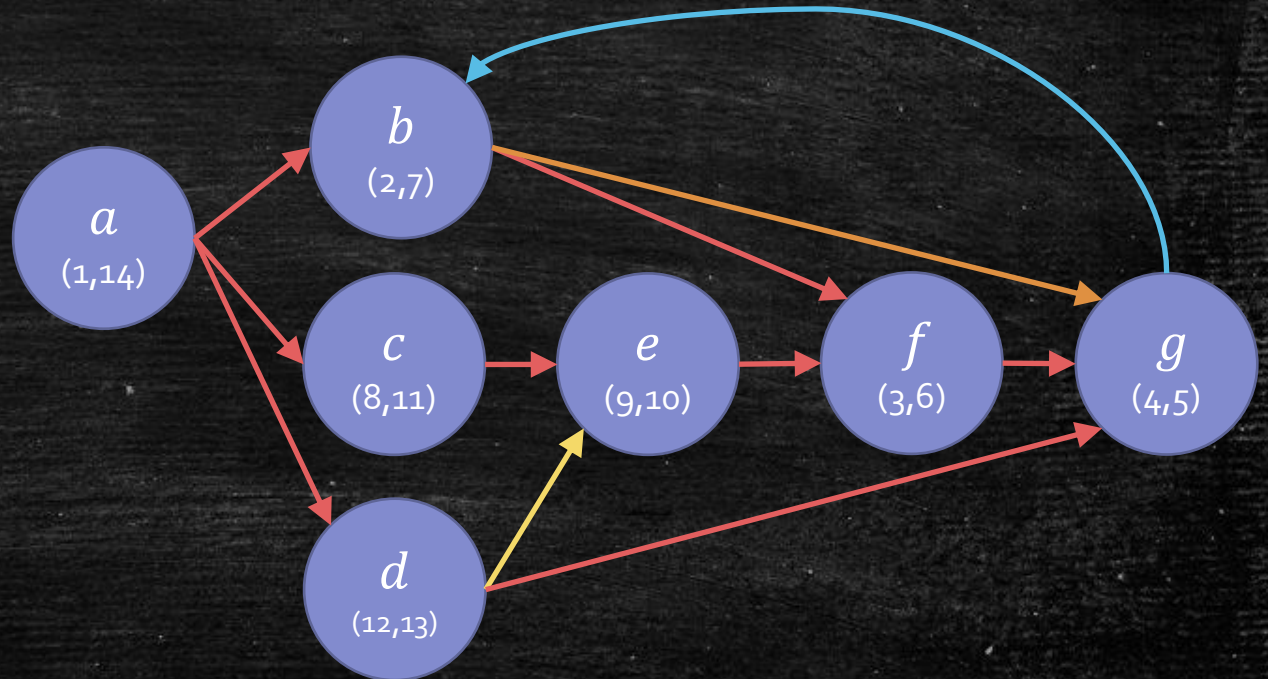 a
(1,14)
b
(2,7)
c
(8,11)
d
(12,13)
e
(9,10)
f
(3,6)
g
(4,5)